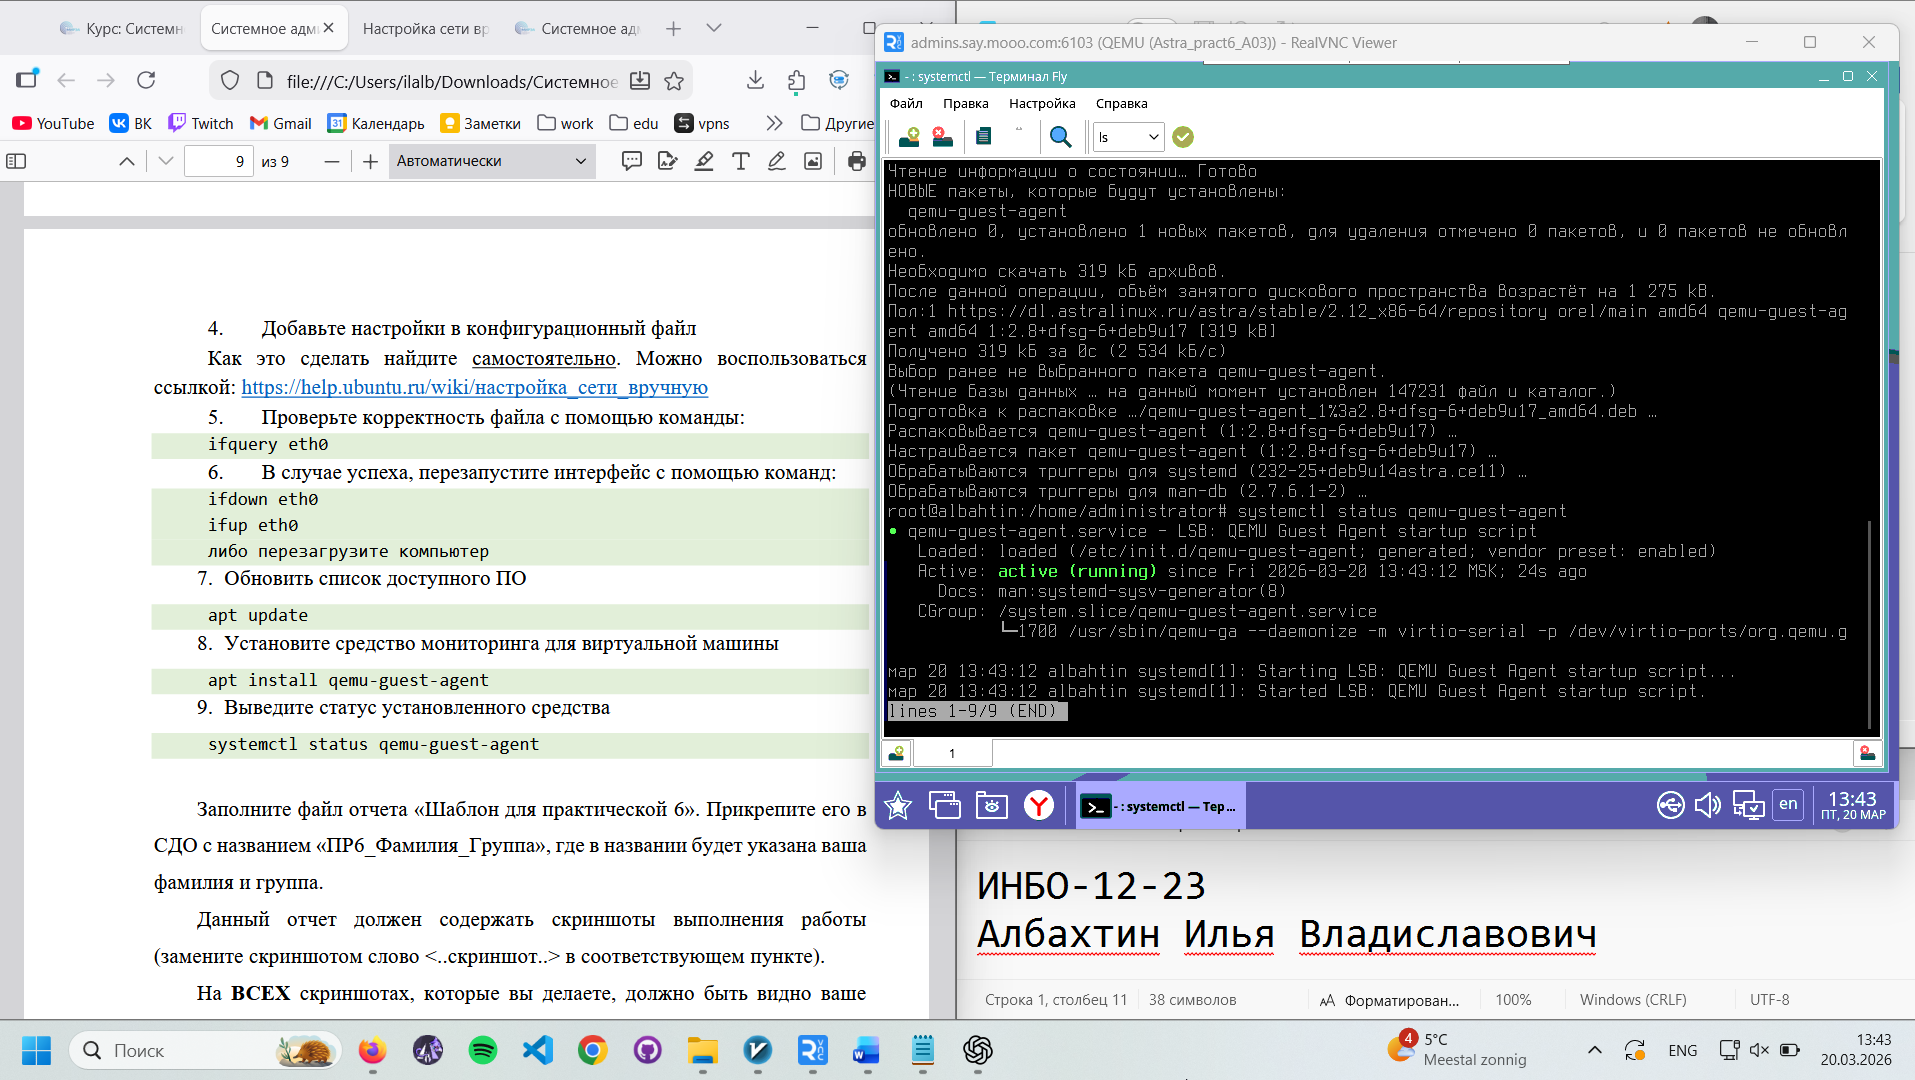 Курс: Системн
Системное адми
Настройка сети вр
Системное адм
file:///C:/Users/ilalb/Downloads/Системное
YouTube
ВК
Twitch
Gmail
31
Календарь
Заметки
work
edu
vpns
Другие
9
из 9
Автоматически
4. Добавьте настройки в конфигурационный файл
Как это сделать найдите самостоятельно. Можно воспользоваться
ссылкой: https://help.ubuntu.ru/wiki/настройка_сети_вручную
5. Проверьте корректность файла с помощью команды:
ifquery eth0
6. В случае успеха, перезапустите интерфейс с помощью команд:
ifdown eth0
ifup eth0
либо перезагрузите компьютер
7. Обновить список доступного ПО
apt update
8. Установите средство мониторинга для виртуальной машины
apt install qemu-guest-agent
9. Выведите статус установленного средства
systemctl status qemu-guest-agent
Заполните файл отчета «Шаблон для практической 6». Прикрепите его в
СДО с названием «ПР6_Фамилия_Группа», где в названии будет указана ваша
фамилия и группа.
Данный отчет должен содержать скриншоты выполнения работы
(замените скриншотом слово <..скриншот..> в соответствующем пункте).
На ВСЕХ скриншотах, которые вы делаете, должно быть видно ваше
admins.say.mooo.com:6103 (QEMU (Astra_pract6_A03)) - RealVNC Viewer
- : systemctl — Терминал Fly
Файл
Правка
Настройка
Справка
ls
Чтение информации о состоянии… Готово
НОВЫЕ пакеты, которые будут установлены:
qemu-guest-agent
обновлено 0, установлено 1 новых пакетов, для удаления отмечено 0 пакетов, и 0 пакетов не обновл
ено.
Необходимо скачать 319 kБ архивов.
После данной операции, объём занятого дискового пространства возрастёт на 1 275 kB.
Пол:1 https://dl.astralinux.ru/astra/stable/2.12_x86-64/repository orel/main amd64 qemu-guest-ag
ent amd64 1:2.8+dfsg-6+deb9u17 [319 kB]
Получено 319 kБ за 0с (2 534 kБ/c)
Выбор ранее не выбранного пакета qemu-guest-agent.
(Чтение базы данных … на данный момент установлен 147231 файл и каталог.)
Подготовка к распаковке …/qemu-guest-agent_1%3a2.8+dfsg-6+deb9u17_amd64.deb …
Распаковывается qemu-guest-agent (1:2.8+dfsg-6+deb9u17) …
Настраивается пакет qemu-guest-agent (1:2.8+dfsg-6+deb9u17) …
Обрабатываются триггеры для systemd (232-25+deb9u14astra.ce11) …
Обрабатываются триггеры для man-db (2.7.6.1-2) …
root@albahtin:/home/administrator# systemctl status qemu-guest-agent
● qemu-guest-agent.service - LSB: QEMU Guest Agent startup script
Loaded: loaded (/etc/init.d/qemu-guest-agent; generated; vendor preset: enabled)
Active: active (running) since Fri 2026-03-20 13:43:12 MSK; 24s ago
Docs: man:systemd-sysv-generator(8)
CGroup: /system.slice/qemu-guest-agent.service
└─1700 /usr/sbin/qemu-ga --daemonize -m virtio-serial -p /dev/virtio-ports/org.qemu.g
мар 20 13:43:12 albahtin systemd[1]: Starting LSB: QEMU Guest Agent startup script...
мар 20 13:43:12 albahtin systemd[1]: Started LSB: QEMU Guest Agent startup script.
lines 1-9/9 (END)
1
- : systemctl — Тер...
en
13:43
ПТ, 20 МАР
ИНБО-12-23
Албахтин Илья Владиславович
Строка 1, столбец 11
38 символов
Форматирован...
100%
Windows (CRLF)
UTF-8
Поиск
4
5°C
Meestal zonnig
ENG
13:43
20.03.2026